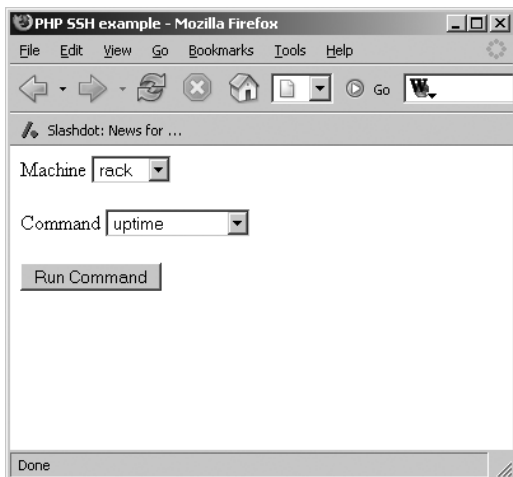 PHP SSH example - Mozilla Firefox
File Edit View Go Bookmarks Tools Help
Go W
Slashdot: News for ...
Machine rack
Command uptime
Run Command
Done